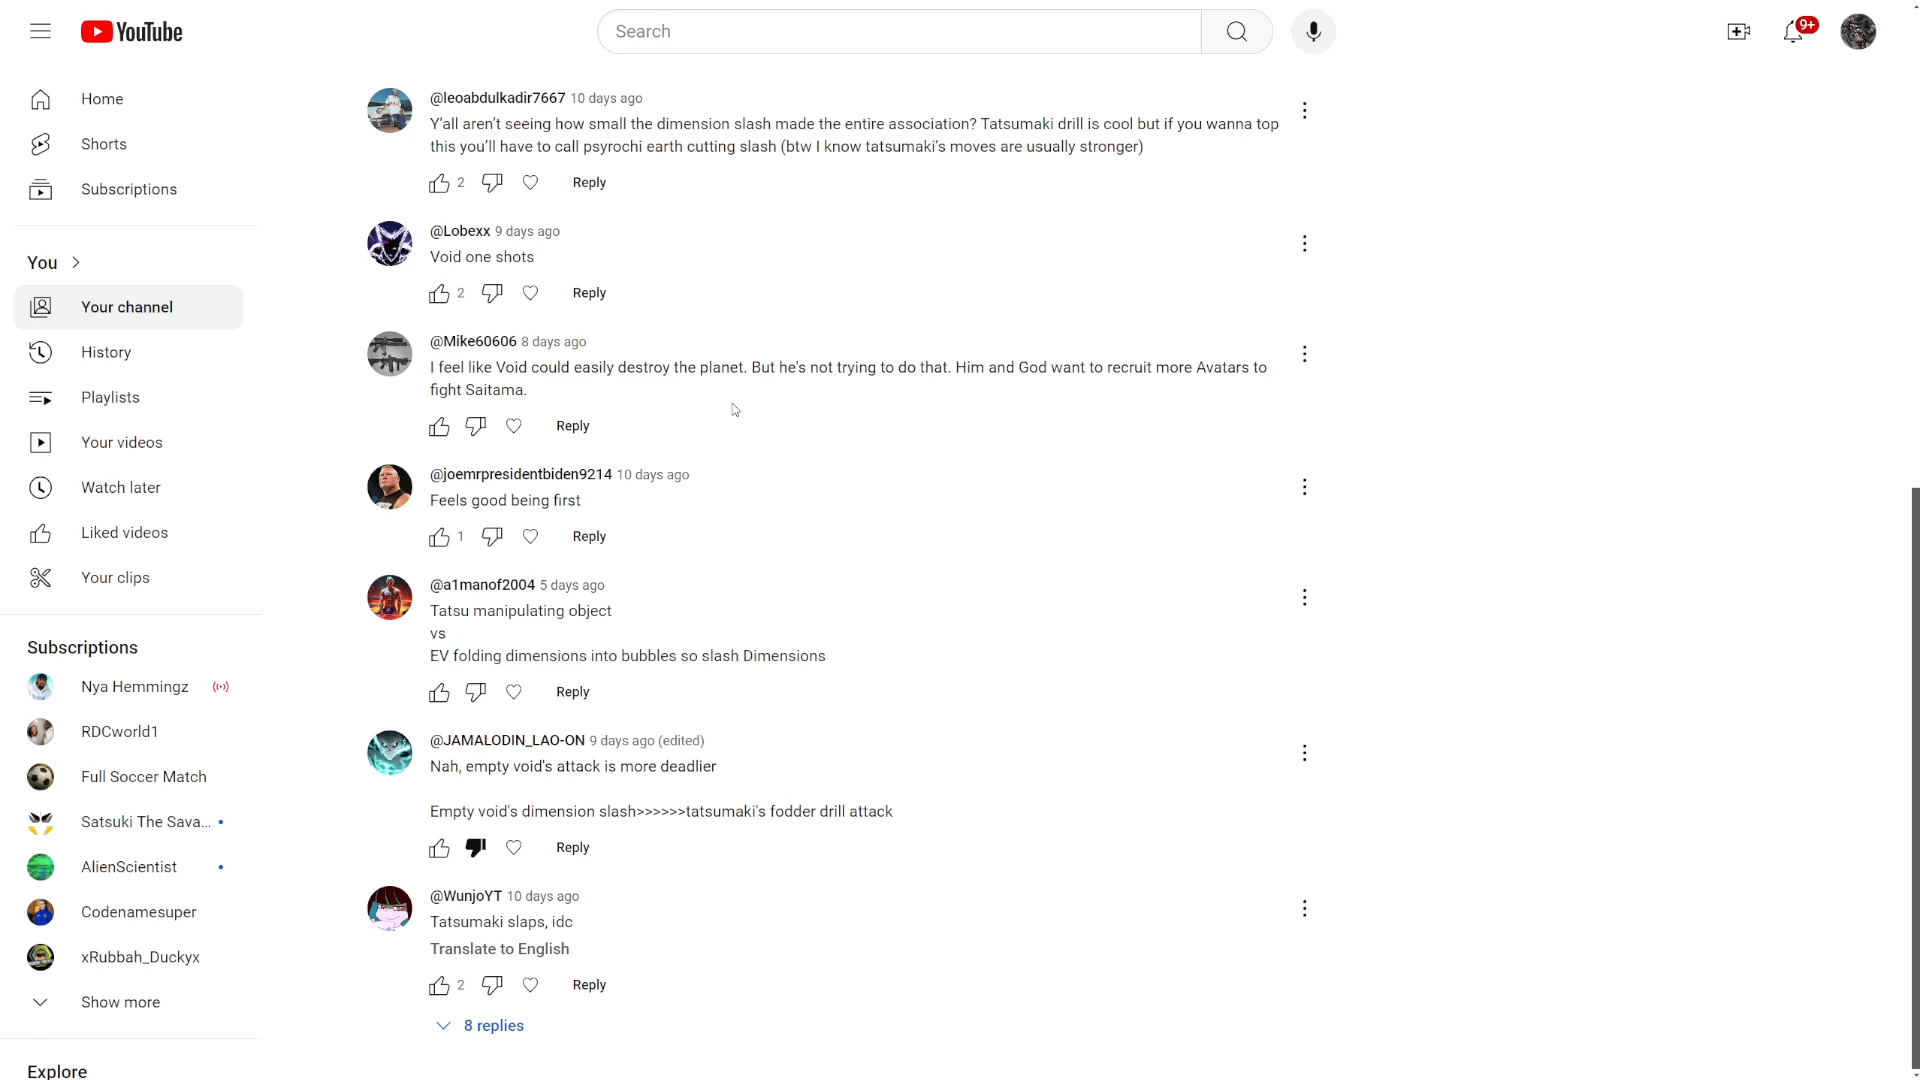 YouTube
Search
9+
Home
Shorts
Subscriptions
You
Your channel
History
Playlists
Your videos
Watch later
Liked videos
Your clips
Subscriptions
Nya Hemmingz
RDCworld1
Full Soccer Match
Satsuki The Sava...
AlienScientist
Codenamesuper
xRubbah_Duckyx
Show more
Explore
@leoabdulkadir7667 10 days ago
Y'all aren't seeing how small the dimension slash made the entire association? Tatsumaki drill is cool but if you wanna top
this you'll have to call psyrochi earth cutting slash (btw I know tatsumaki's moves are usually stronger)
2 Reply
@Lobexx 9 days ago
Void one shots
2 Reply
@Mike60606 8 days ago
I feel like Void could easily destroy the planet. But he's not trying to do that. Him and God want to recruit more Avatars to
fight Saitama.
Reply
@joemrpresidentbiden9214 10 days ago
Feels good being first
1 Reply
@a1manof2004 5 days ago
Tatsu manipulating object
vs
EV folding dimensions into bubbles so slash Dimensions
Reply
@JAMALODIN_LAO-ON 9 days ago (edited)
Nah, empty void's attack is more deadlier
Empty void's dimension slash>>>>>>tatsumaki's fodder drill attack
Reply
@WunjoYT 10 days ago
Tatsumaki slaps, idc
Translate to English
2 Reply
8 replies